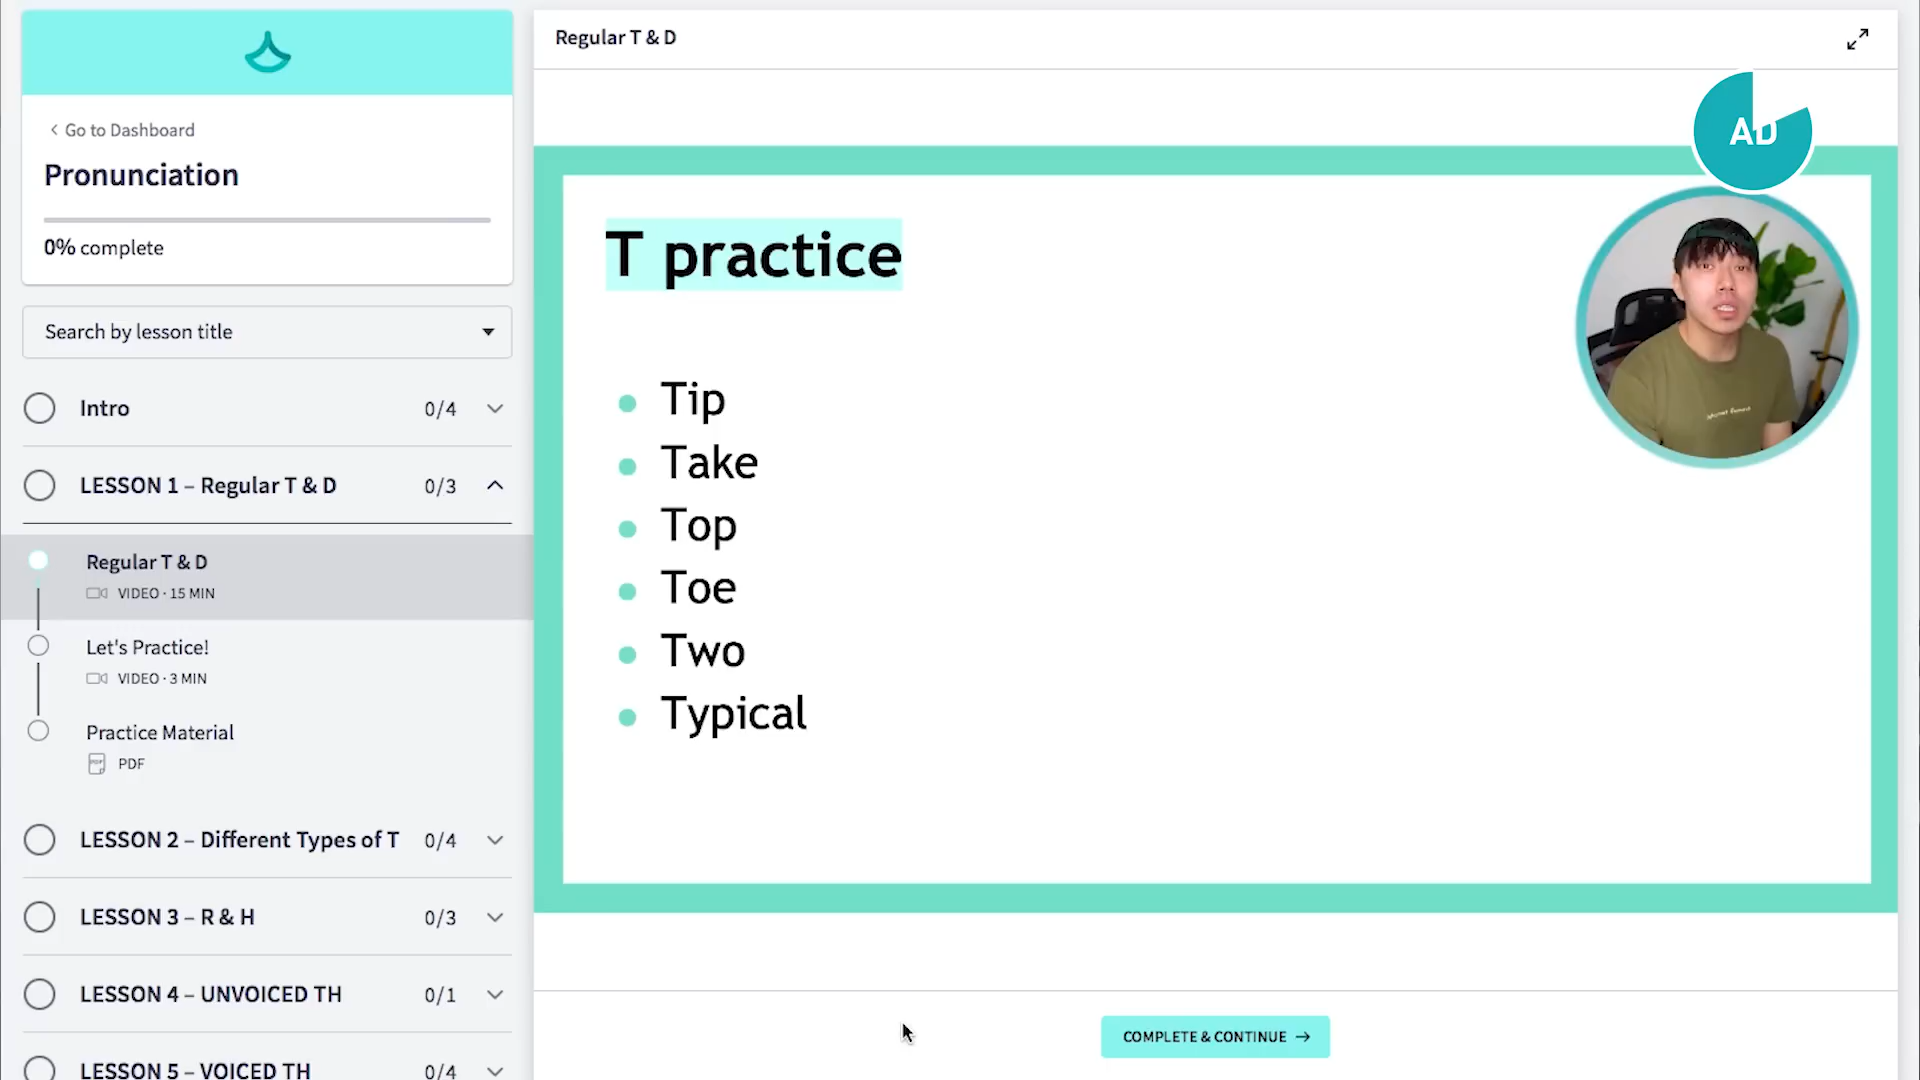 Go to Dashboard
Pronunciation
0% complete
Search by lesson title
Intro 0/4
LESSON 1 – Regular T & D 0/3
Regular T & D
VIDEO · 15 MIN
Let's Practice!
VIDEO · 3 MIN
Practice Material
PDF
LESSON 2 – Different Types of T 0/4
LESSON 3 – R & H 0/3
LESSON 4 – UNVOICED TH 0/1
LESSON 5 – VOICED TH 0/4
Regular T & D
AD
T practice
Tip
Take
Top
Toe
Two
Typical
COMPLETE & CONTINUE →